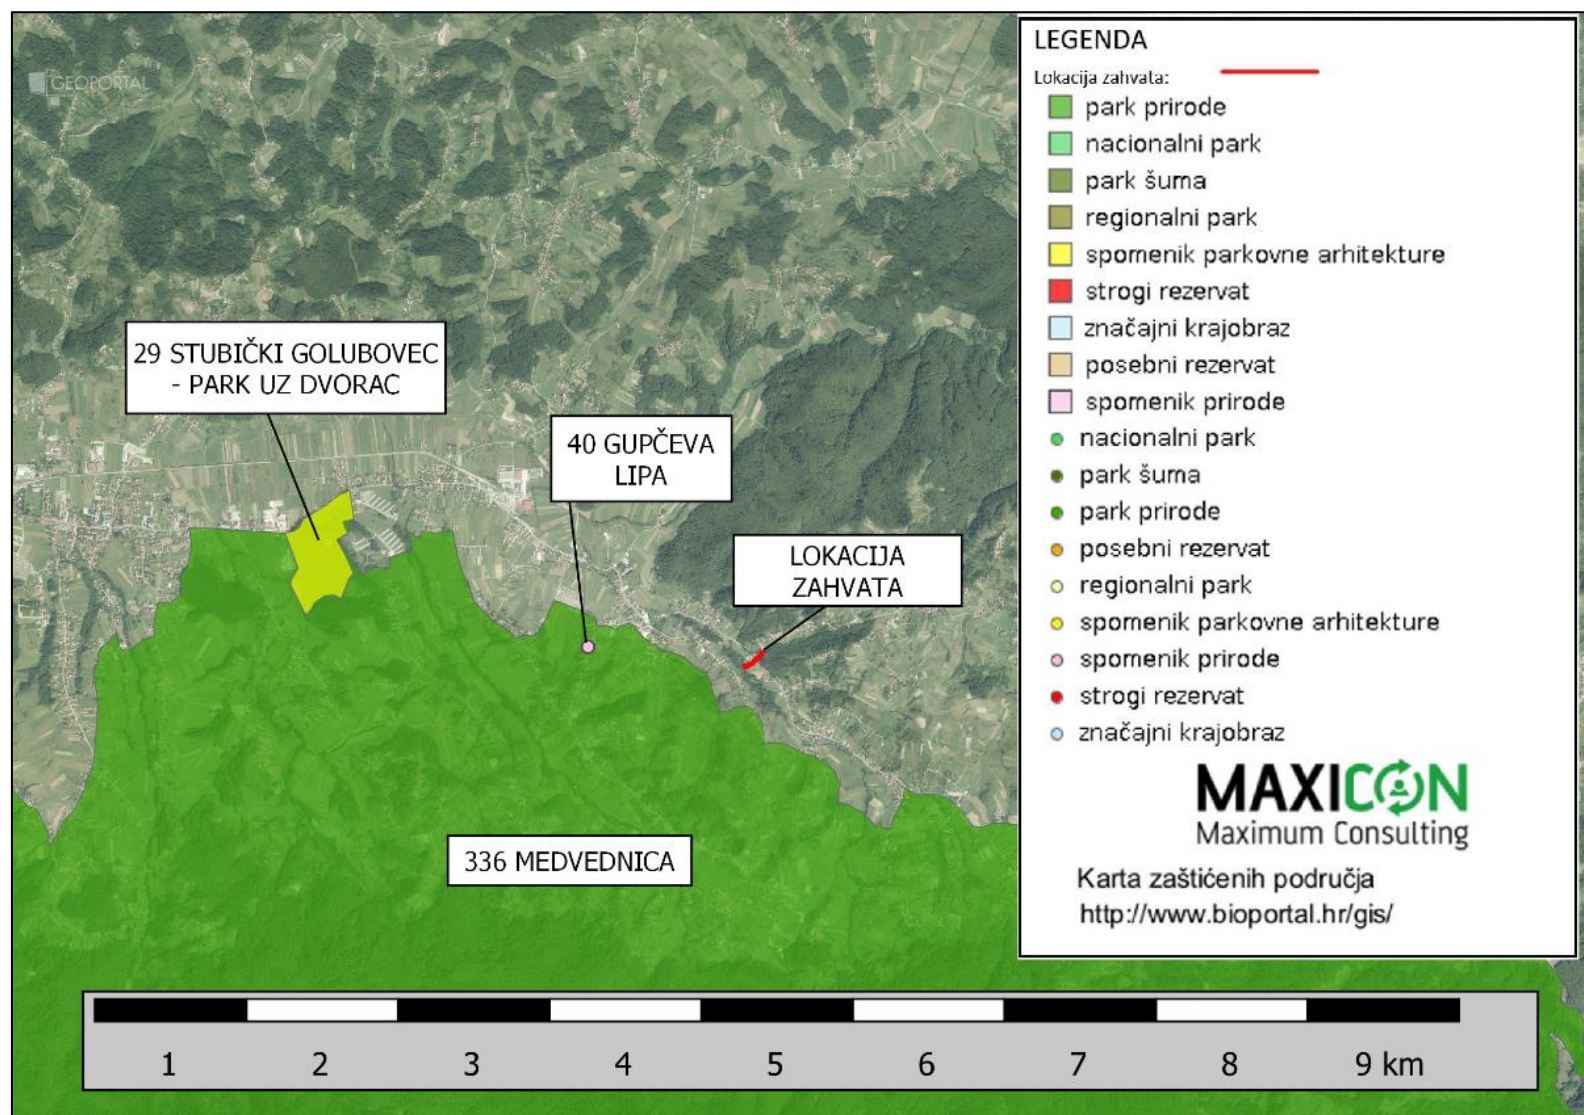 GEOPORTAL
29 STUBIČKI GOLUBOVEC
- PARK UZ DVORAC
40 GUPČEVA
LIPA
LOKACIJA
ZAHVATA
336 MEDVEDNICA
LEGENDA
Lokacija zahvata:
park prirode
nacionalni park
park šuma
regionalni park
spomenik parkovne arhitekture
strogi rezervat
značajni krajobraz
posebni rezervat
spomenik prirode
nacionalni park
park šuma
park prirode
posebni rezervat
regionalni park
spomenik parkovne arhitekture
spomenik prirode
strogi rezervat
značajni krajobraz
MAXICON
Maximum Consulting
Karta zaštićenih područja
http://www.bioportal.hr/gis/
1 2 3 4 5 6 7 8 9 km